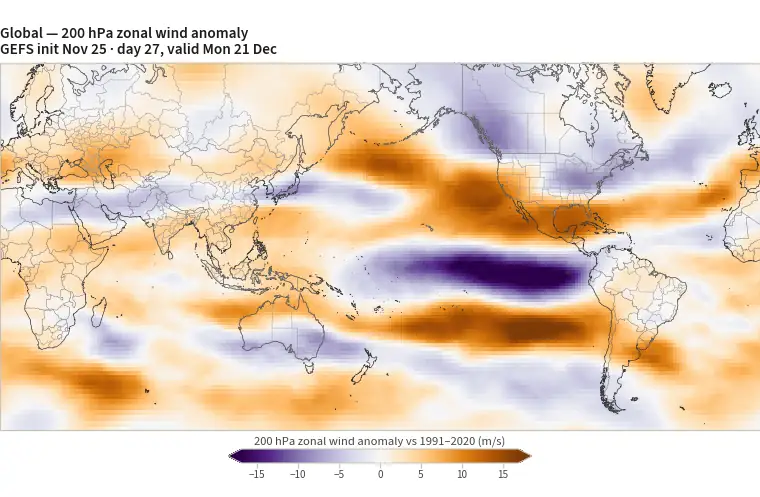 Global — 200 hPa zonal wind anomaly
GEFS init Nov 25 · day 27, valid Mon 21 Dec
200 hPa zonal wind anomaly vs 1991–2020 (m/s)
−15 −10 −5 0 5 10 15